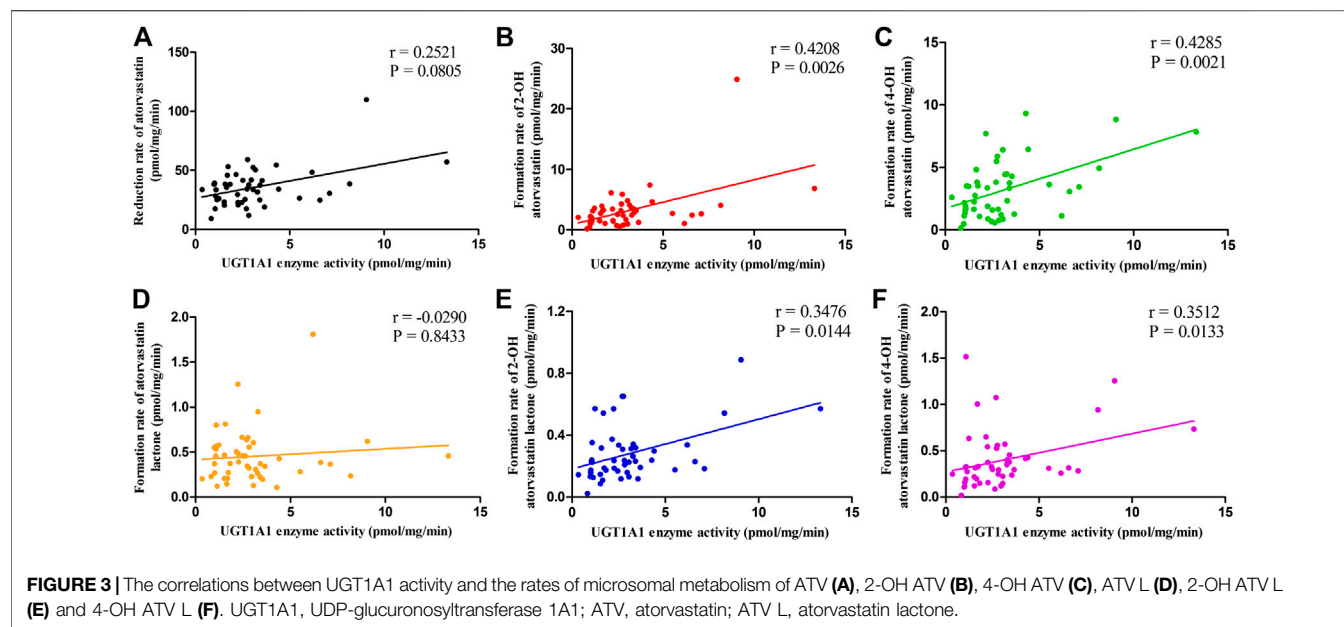 A
r = 0.2521
P = 0.0805
Reduction rate of atorvastatin
(pmol/mg/min)
150
100
50
0
0
5
10
15
UGT1A1 enzyme activity (pmol/mg/min)
B
r = 0.4208
P = 0.0026
Formation rate of 2-OH
atorvastatin (pmol/mg/min)
30
20
10
0
0
5
10
15
UGT1A1 enzyme activity (pmol/mg/min)
C
r = 0.4285
P = 0.0021
Formation rate of 4-OH
atorvastatin (pmol/mg/min)
15
10
5
0
0
5
10
15
UGT1A1 enzyme activity (pmol/mg/min)
D
r = -0.0290
P = 0.8433
Formation rate of atorvastatin
lactone (pmol/mg/min)
2.0
1.5
1.0
0.5
0.0
0
5
10
15
UGT1A1 enzyme activity (pmol/mg/min)
E
r = 0.3476
P = 0.0144
Formation rate of 2-OH
atorvastatin lactone (pmol/mg/min)
1.2
0.8
0.4
0.0
0
5
10
15
UGT1A1 enzyme activity (pmol/mg/min)
F
r = 0.3512
P = 0.0133
Formation rate of 4-OH
atorvastatin lactone (pmol/mg/min)
2.0
1.5
1.0
0.5
0.0
0
5
10
15
UGT1A1 enzyme activity (pmol/mg/min)
FIGURE 3 | The correlations between UGT1A1 activity and the rates of microsomal metabolism of ATV (A), 2-OH ATV (B), 4-OH ATV (C), ATV L (D), 2-OH ATV L
(E) and 4-OH ATV L (F). UGT1A1, UDP-glucuronosyltransferase 1A1; ATV, atorvastatin; ATV L, atorvastatin lactone.